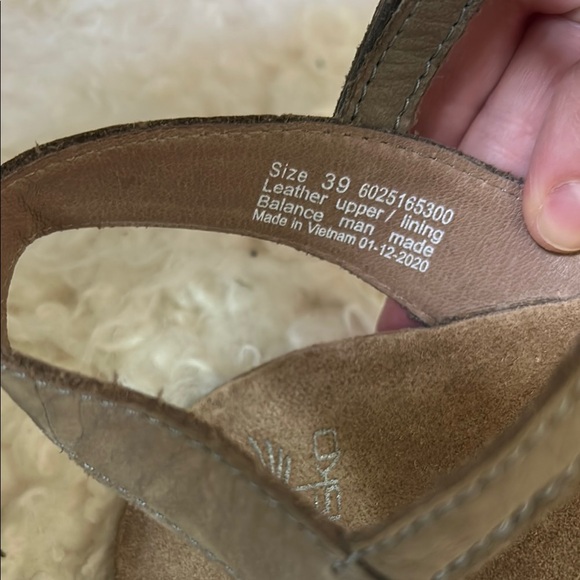 Size 39 6025165300
Leather upper / lining
Balance man made
Made in Vietnam 01-12-2020